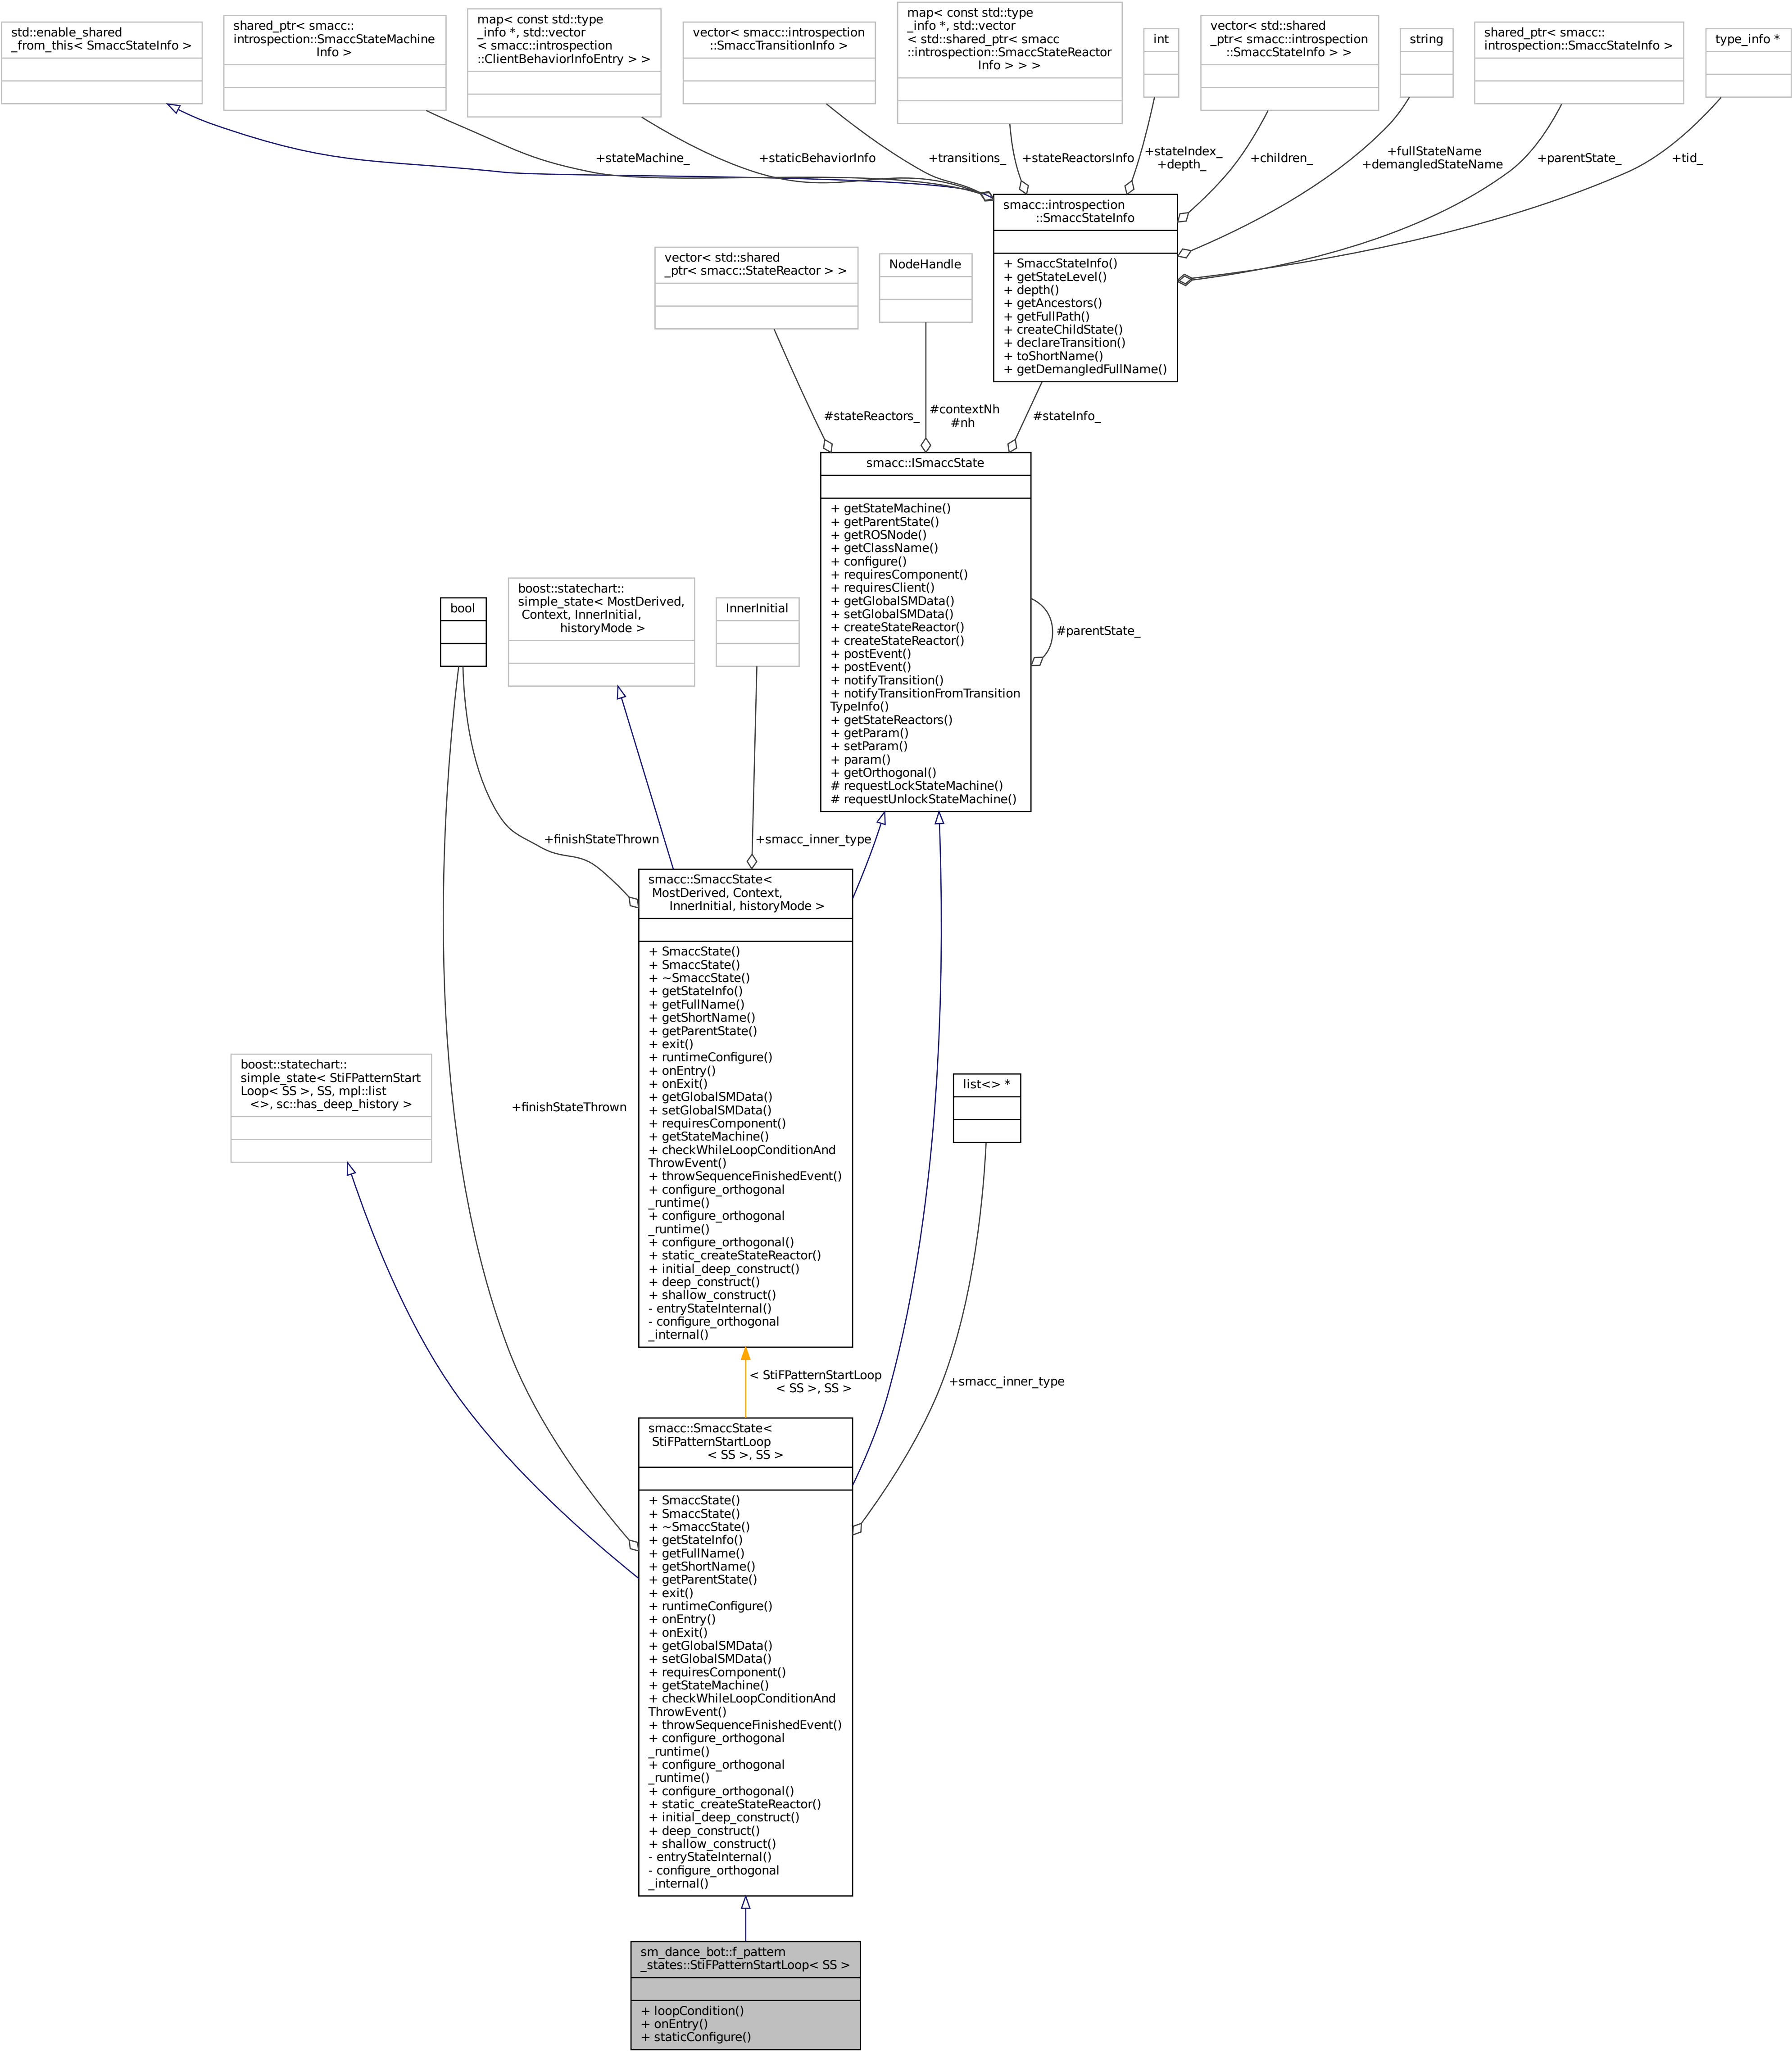 std::enable_shared
_from_this< SmaccStateInfo >
shared_ptr< smacc::
introspection::SmaccStateMachine
Info >
map< const std::type
_info *, std::vector
< smacc::introspection
::ClientBehaviorInfoEntry > >
vector< smacc::introspection
::SmaccTransitionInfo >
map< const std::type
_info *, std::vector
< std::shared_ptr< smacc
::introspection::SmaccStateReactor
Info > > >
int
vector< std::shared
_ptr< smacc::introspection
::SmaccStateInfo > >
string
shared_ptr< smacc::
introspection::SmaccStateInfo >
type_info *
+stateMachine_
+staticBehaviorInfo
+transitions_
+stateReactorsInfo
+stateIndex_
+depth_
+children_
+fullStateName
+demangledStateName
+parentState_
+tid_
smacc::introspection
::SmaccStateInfo
+ SmaccStateInfo()
+ getStateLevel()
+ depth()
+ getAncestors()
+ getFullPath()
+ createChildState()
+ declareTransition()
+ toShortName()
+ getDemangledFullName()
vector< std::shared
_ptr< smacc::StateReactor > >
NodeHandle
#stateReactors_
#contextNh
#nh
#stateInfo_
smacc::ISmaccState
+ getStateMachine()
+ getParentState()
+ getROSNode()
+ getClassName()
+ configure()
+ requiresComponent()
+ requiresClient()
+ getGlobalSMData()
+ setGlobalSMData()
+ createStateReactor()
+ createStateReactor()
+ postEvent()
+ postEvent()
+ notifyTransition()
+ notifyTransitionFromTransition
TypeInfo()
+ getStateReactors()
+ getParam()
+ setParam()
+ param()
+ getOrthogonal()
# requestLockStateMachine()
# requestUnlockStateMachine()
#parentState_
bool
boost::statechart::
simple_state< MostDerived,
Context, InnerInitial,
historyMode >
InnerInitial
+finishStateThrown
+smacc_inner_type
smacc::SmaccState<
MostDerived, Context,
InnerInitial, historyMode >
+ SmaccState()
+ SmaccState()
+ ~SmaccState()
+ getStateInfo()
+ getFullName()
+ getShortName()
+ getParentState()
+ exit()
+ runtimeConfigure()
+ onEntry()
+ onExit()
+ getGlobalSMData()
+ setGlobalSMData()
+ requiresComponent()
+ getStateMachine()
+ checkWhileLoopConditionAnd
ThrowEvent()
+ throwSequenceFinishedEvent()
+ configure_orthogonal
_runtime()
+ configure_orthogonal
_runtime()
+ configure_orthogonal()
+ static_createStateReactor()
+ initial_deep_construct()
+ deep_construct()
+ shallow_construct()
- entryStateInternal()
- configure_orthogonal
_internal()
boost::statechart::
simple_state< StiFPatternStart
Loop< SS >, SS, mpl::list
<>, sc::has_deep_history >
+finishStateThrown
list<> *
< StiFPatternStartLoop
< SS >, SS >
+smacc_inner_type
smacc::SmaccState<
StiFPatternStartLoop
< SS >, SS >
+ SmaccState()
+ SmaccState()
+ ~SmaccState()
+ getStateInfo()
+ getFullName()
+ getShortName()
+ getParentState()
+ exit()
+ runtimeConfigure()
+ onEntry()
+ onExit()
+ getGlobalSMData()
+ setGlobalSMData()
+ requiresComponent()
+ getStateMachine()
+ checkWhileLoopConditionAnd
ThrowEvent()
+ throwSequenceFinishedEvent()
+ configure_orthogonal
_runtime()
+ configure_orthogonal
_runtime()
+ configure_orthogonal()
+ static_createStateReactor()
+ initial_deep_construct()
+ deep_construct()
+ shallow_construct()
- entryStateInternal()
- configure_orthogonal
_internal()
sm_dance_bot::f_pattern
_states::StiFPatternStartLoop< SS >
+ loopCondition()
+ onEntry()
+ staticConfigure()